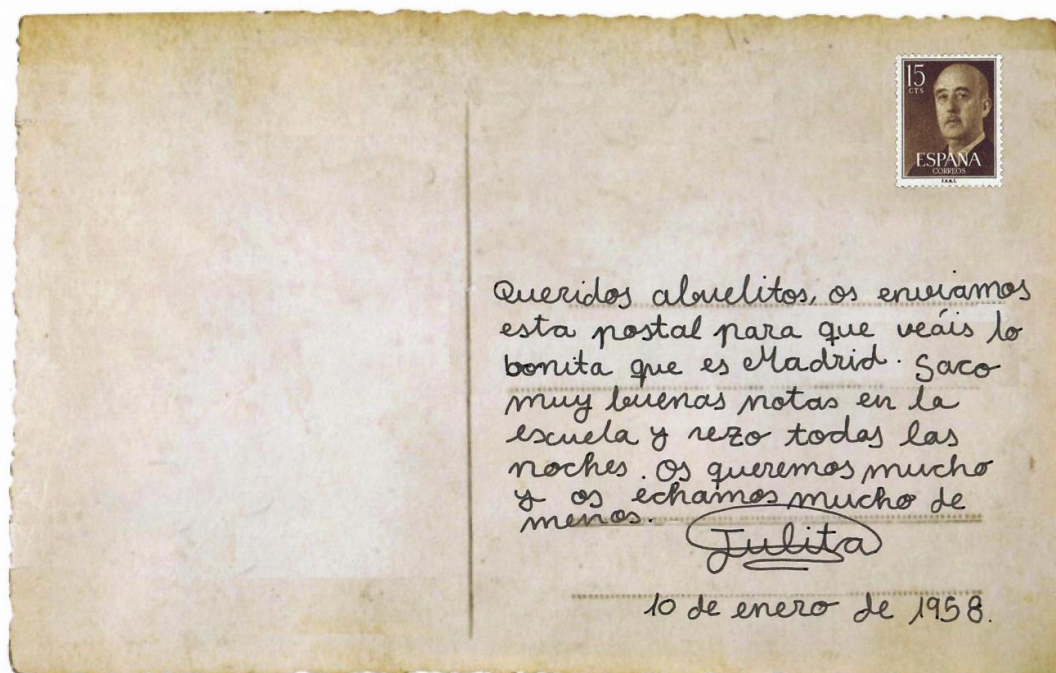 15
CTS
ESPAÑA
CORREOS
Queridos abuelitos, os enviamos
esta postal para que veáis lo
bonita que es Madrid. Saco
muy buenas notas en la
escuela y rezo todas las
noches. Os queremos mucho
y os echamos mucho de
menos.
Julita
10 de enero de 1958.